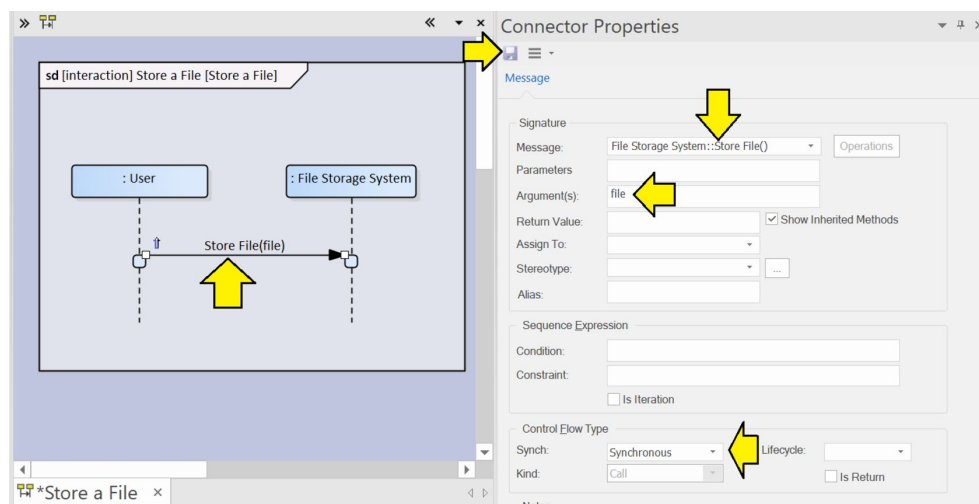 Connector Properties
sd [interaction] Store a File [Store a File]
: User
: File Storage System
Store File(file)
*Store a File
Message
Signature
Message: File Storage System::Store File() Operations
Parameters
Argument(s): file
Return Value: Show Inherited Methods
Assign To:
Stereotype: ...
Alias:
Sequence Expression
Condition:
Constraint:
Is Iteration
Control Flow Type
Synch: Synchronous Lifecycle:
Kind: Call Is Return